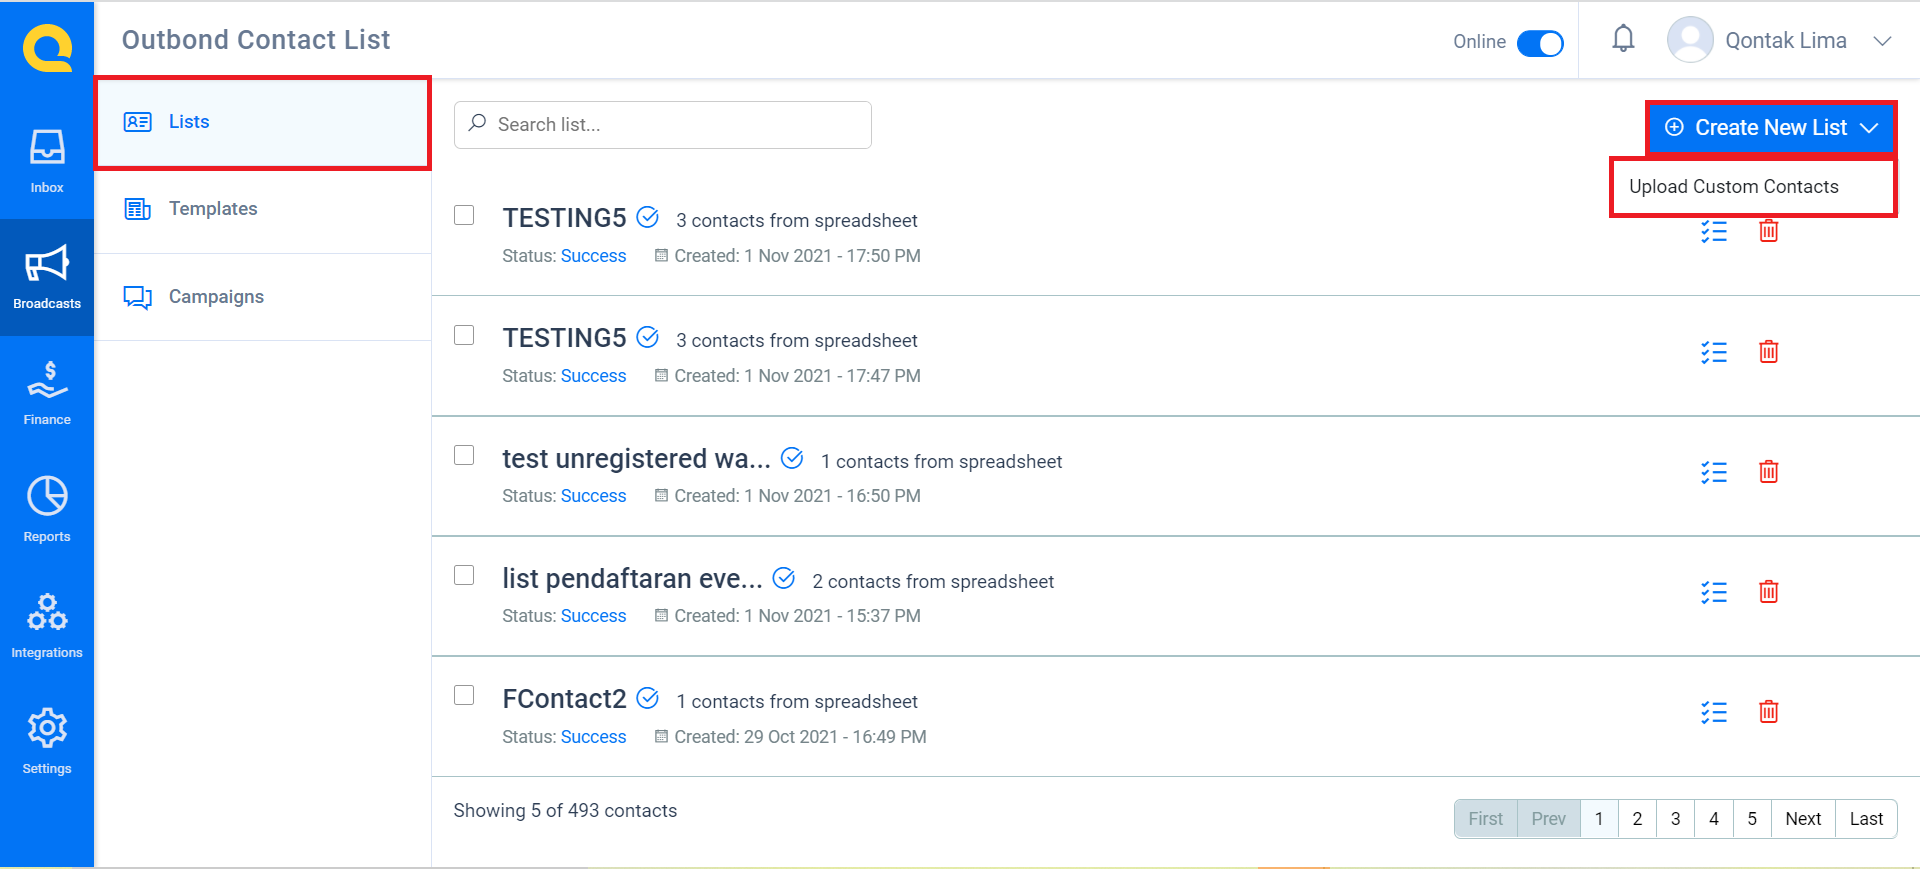 Outbond Contact List
Online
Qontak Lima
Inbox
Broadcasts
Finance
Reports
Integrations
Settings
Lists
Templates
Campaigns
Search list...
Create New List
Upload Custom Contacts
TESTING5 3 contacts from spreadsheet
Status: Success Created: 1 Nov 2021 - 17:50 PM
TESTING5 3 contacts from spreadsheet
Status: Success Created: 1 Nov 2021 - 17:47 PM
test unregistered wa... 1 contacts from spreadsheet
Status: Success Created: 1 Nov 2021 - 16:50 PM
list pendaftaran eve... 2 contacts from spreadsheet
Status: Success Created: 1 Nov 2021 - 15:37 PM
FContact2 1 contacts from spreadsheet
Status: Success Created: 29 Oct 2021 - 16:49 PM
Showing 5 of 493 contacts
First Prev 1 2 3 4 5 Next Last